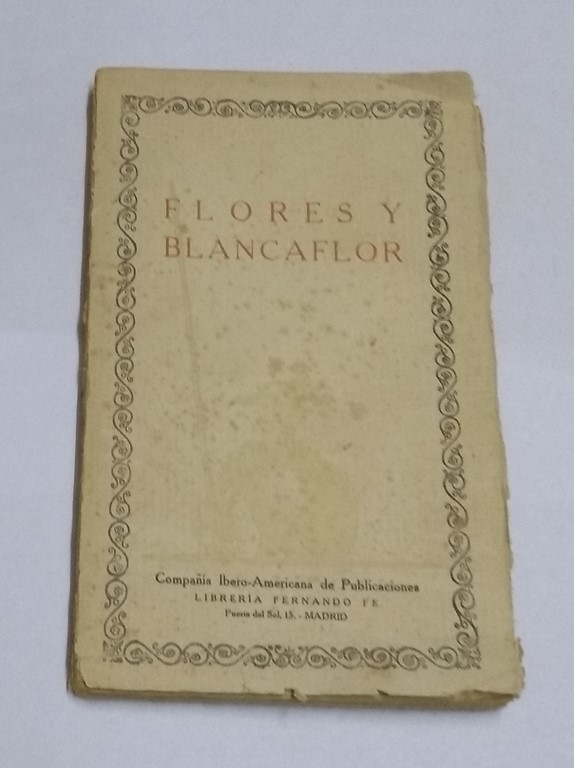 FLORES Y
BLANCAFLOR
Compañía Ibero-Americana de Publicaciones
LIBRERÍA FERNANDO FE
Puerta del Sol, 15. - MADRID